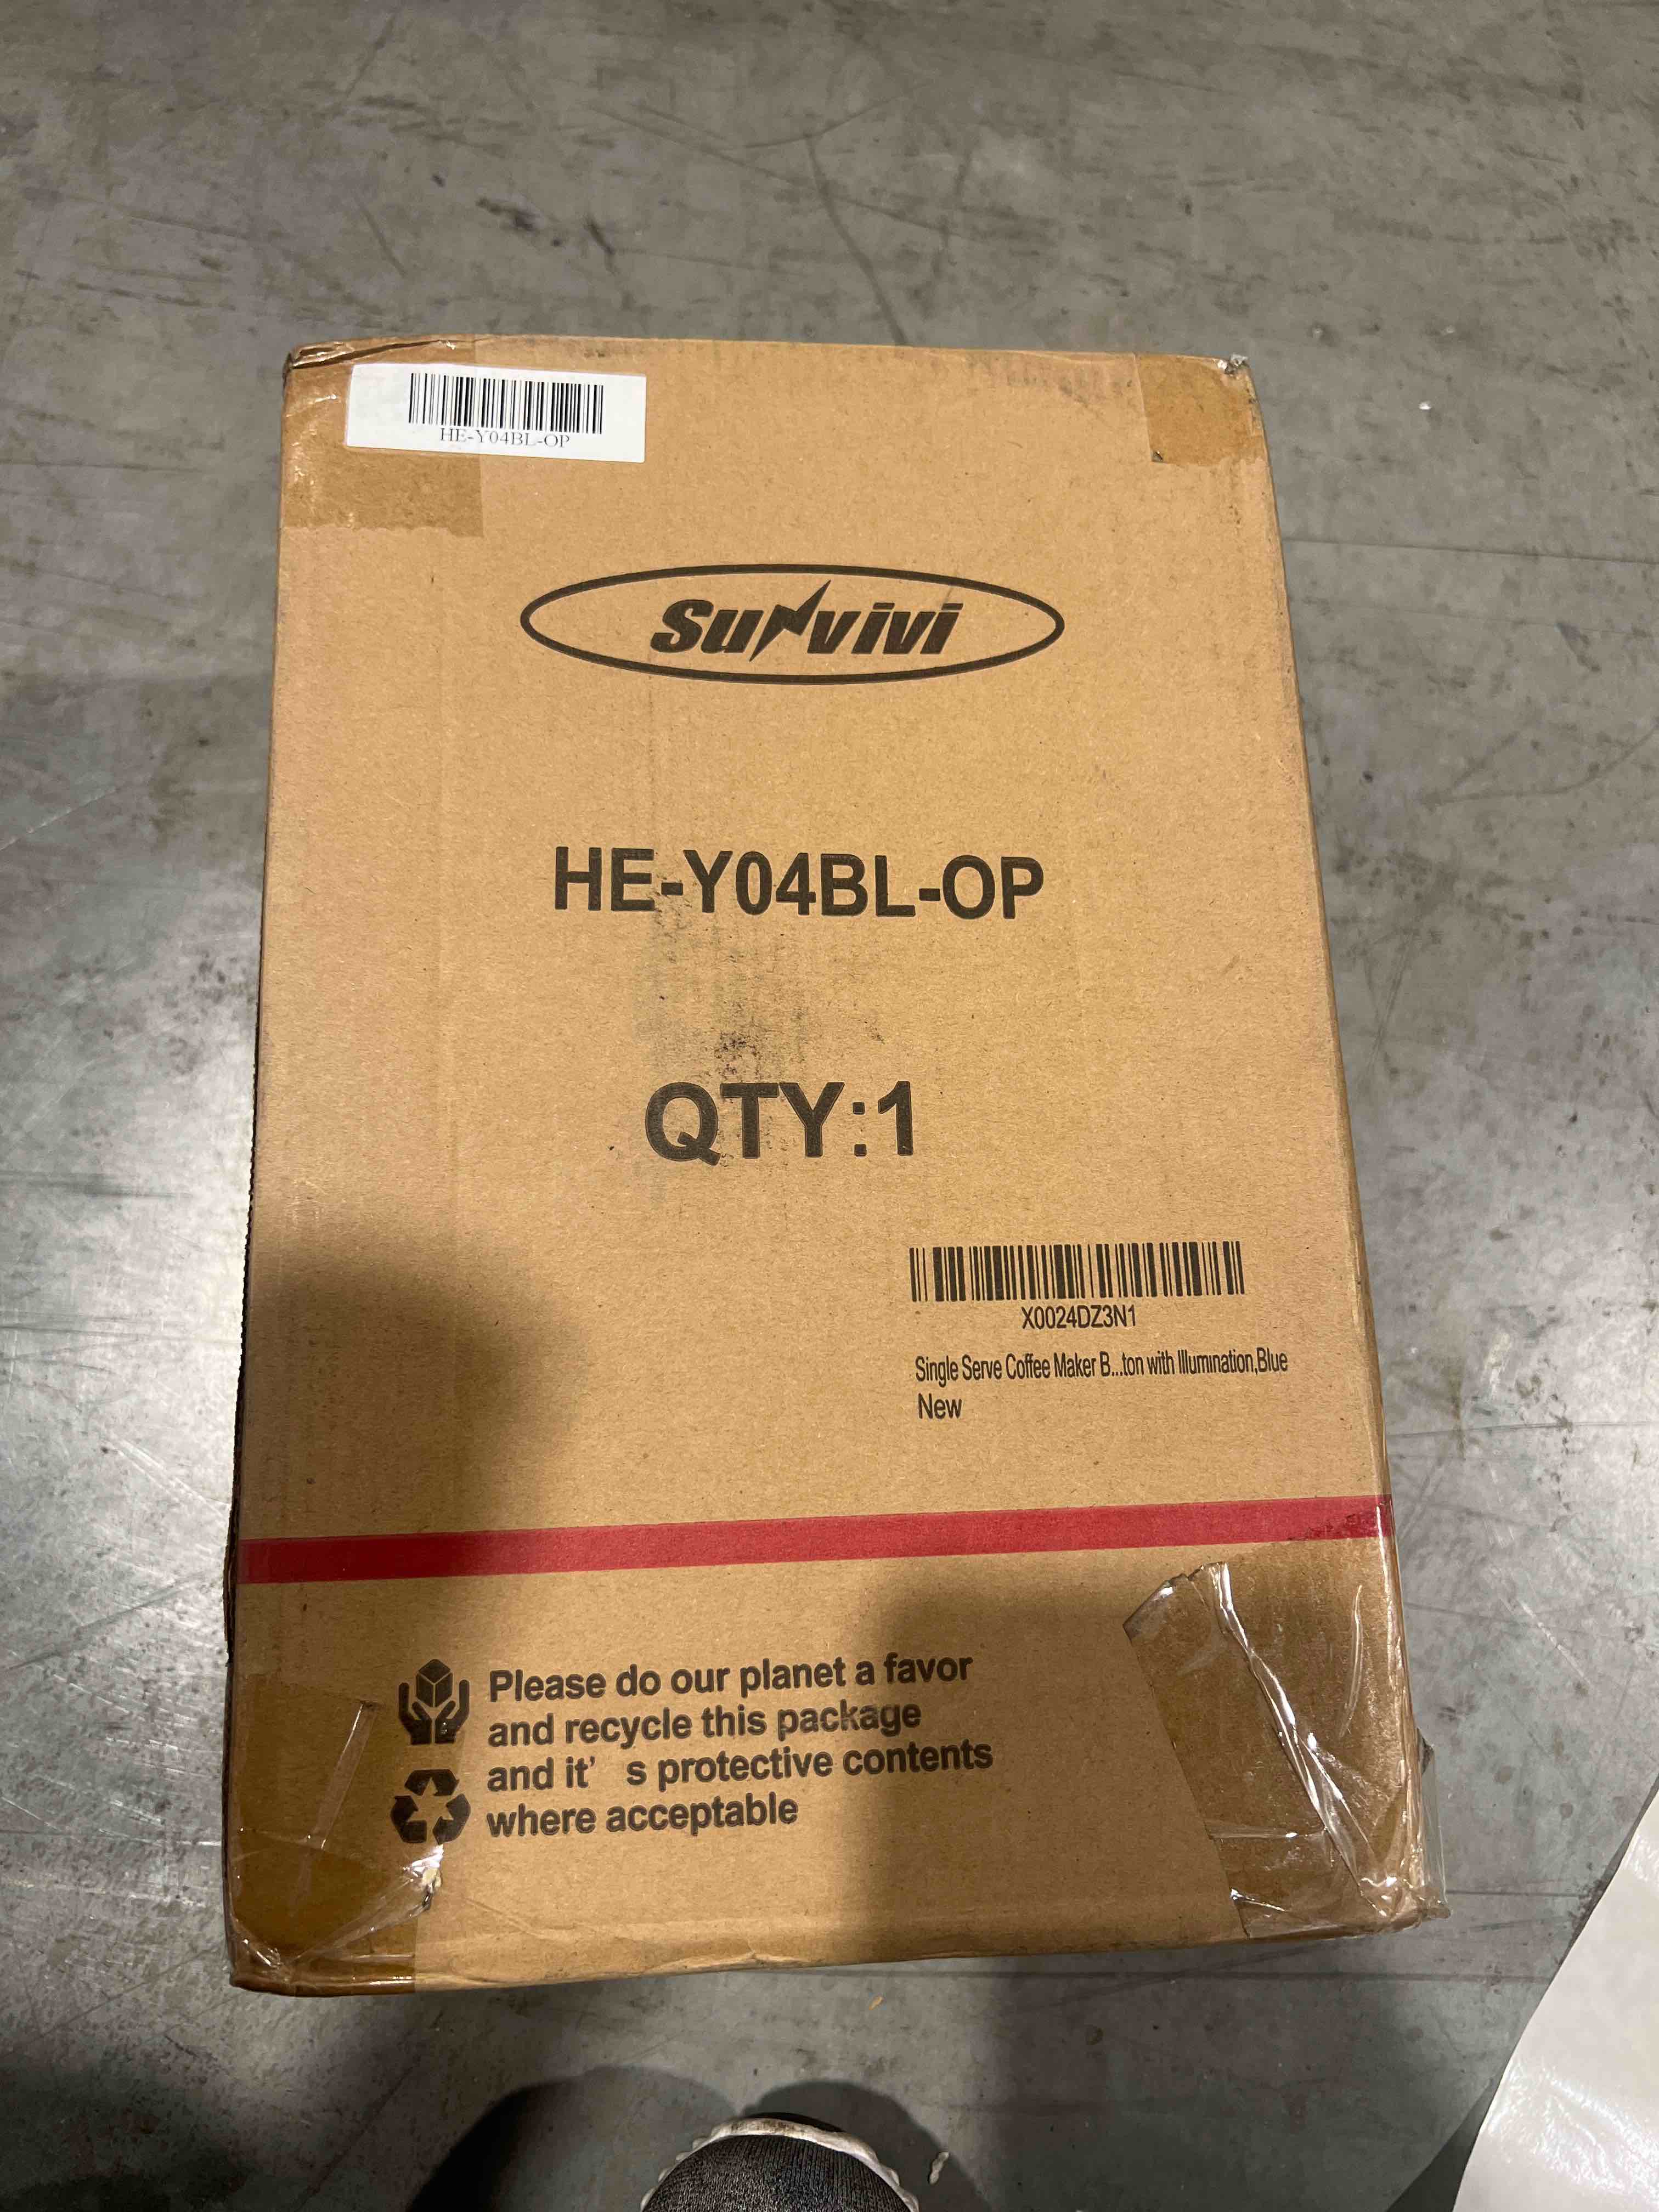 HE-Y04BL-OP
Sunvivi
HE-Y04BL-OP
QTY:1
X0024DZ3N1
Single Serve Coffee Maker B...ton with Illumination,Blue
New
Please do our planet a favor
and recycle this package
and it’ s protective contents
where acceptable